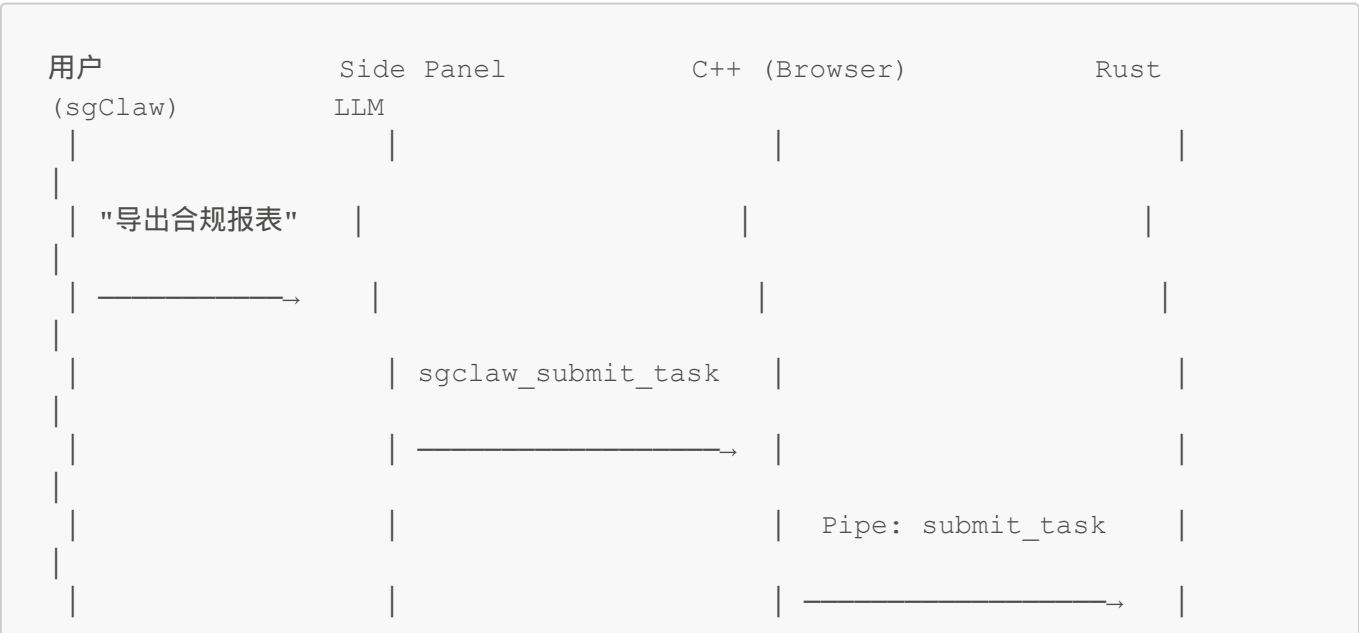 用户 Side Panel C++ (Browser) Rust
(sgClaw) LLM
"导出合规报表"
sgclaw_submit_task
Pipe: submit_task